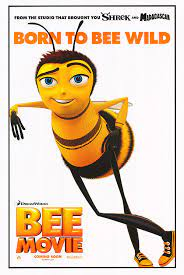 FROM THE STUDIO THAT BROUGHT YOU SHREK AND MADAGASCAR
BORN TO BEE WILD
DREAMWORKS
BEE
MOVIE
COMING SOON